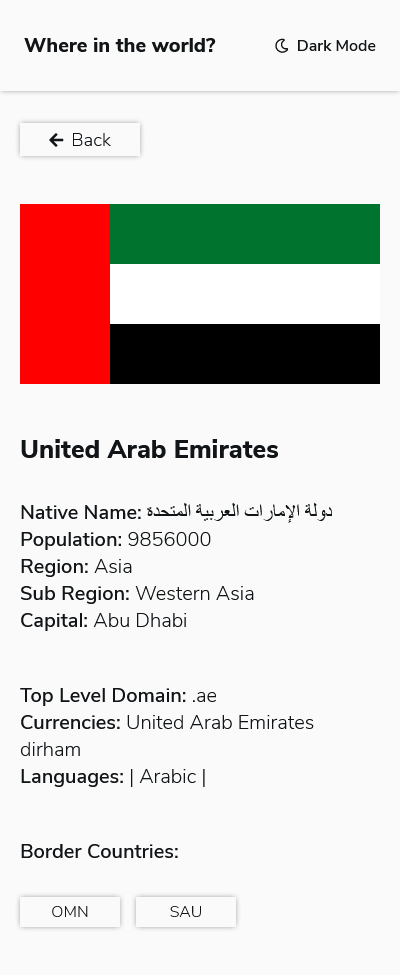 Where in the world?
Dark Mode
Back
United Arab Emirates
Native Name: دولة الإمارات العربية المتحدة
Population: 9856000
Region: Asia
Sub Region: Western Asia
Capital: Abu Dhabi
Top Level Domain: .ae
Currencies: United Arab Emirates
dirham
Languages: | Arabic |
Border Countries:
OMN
SAU